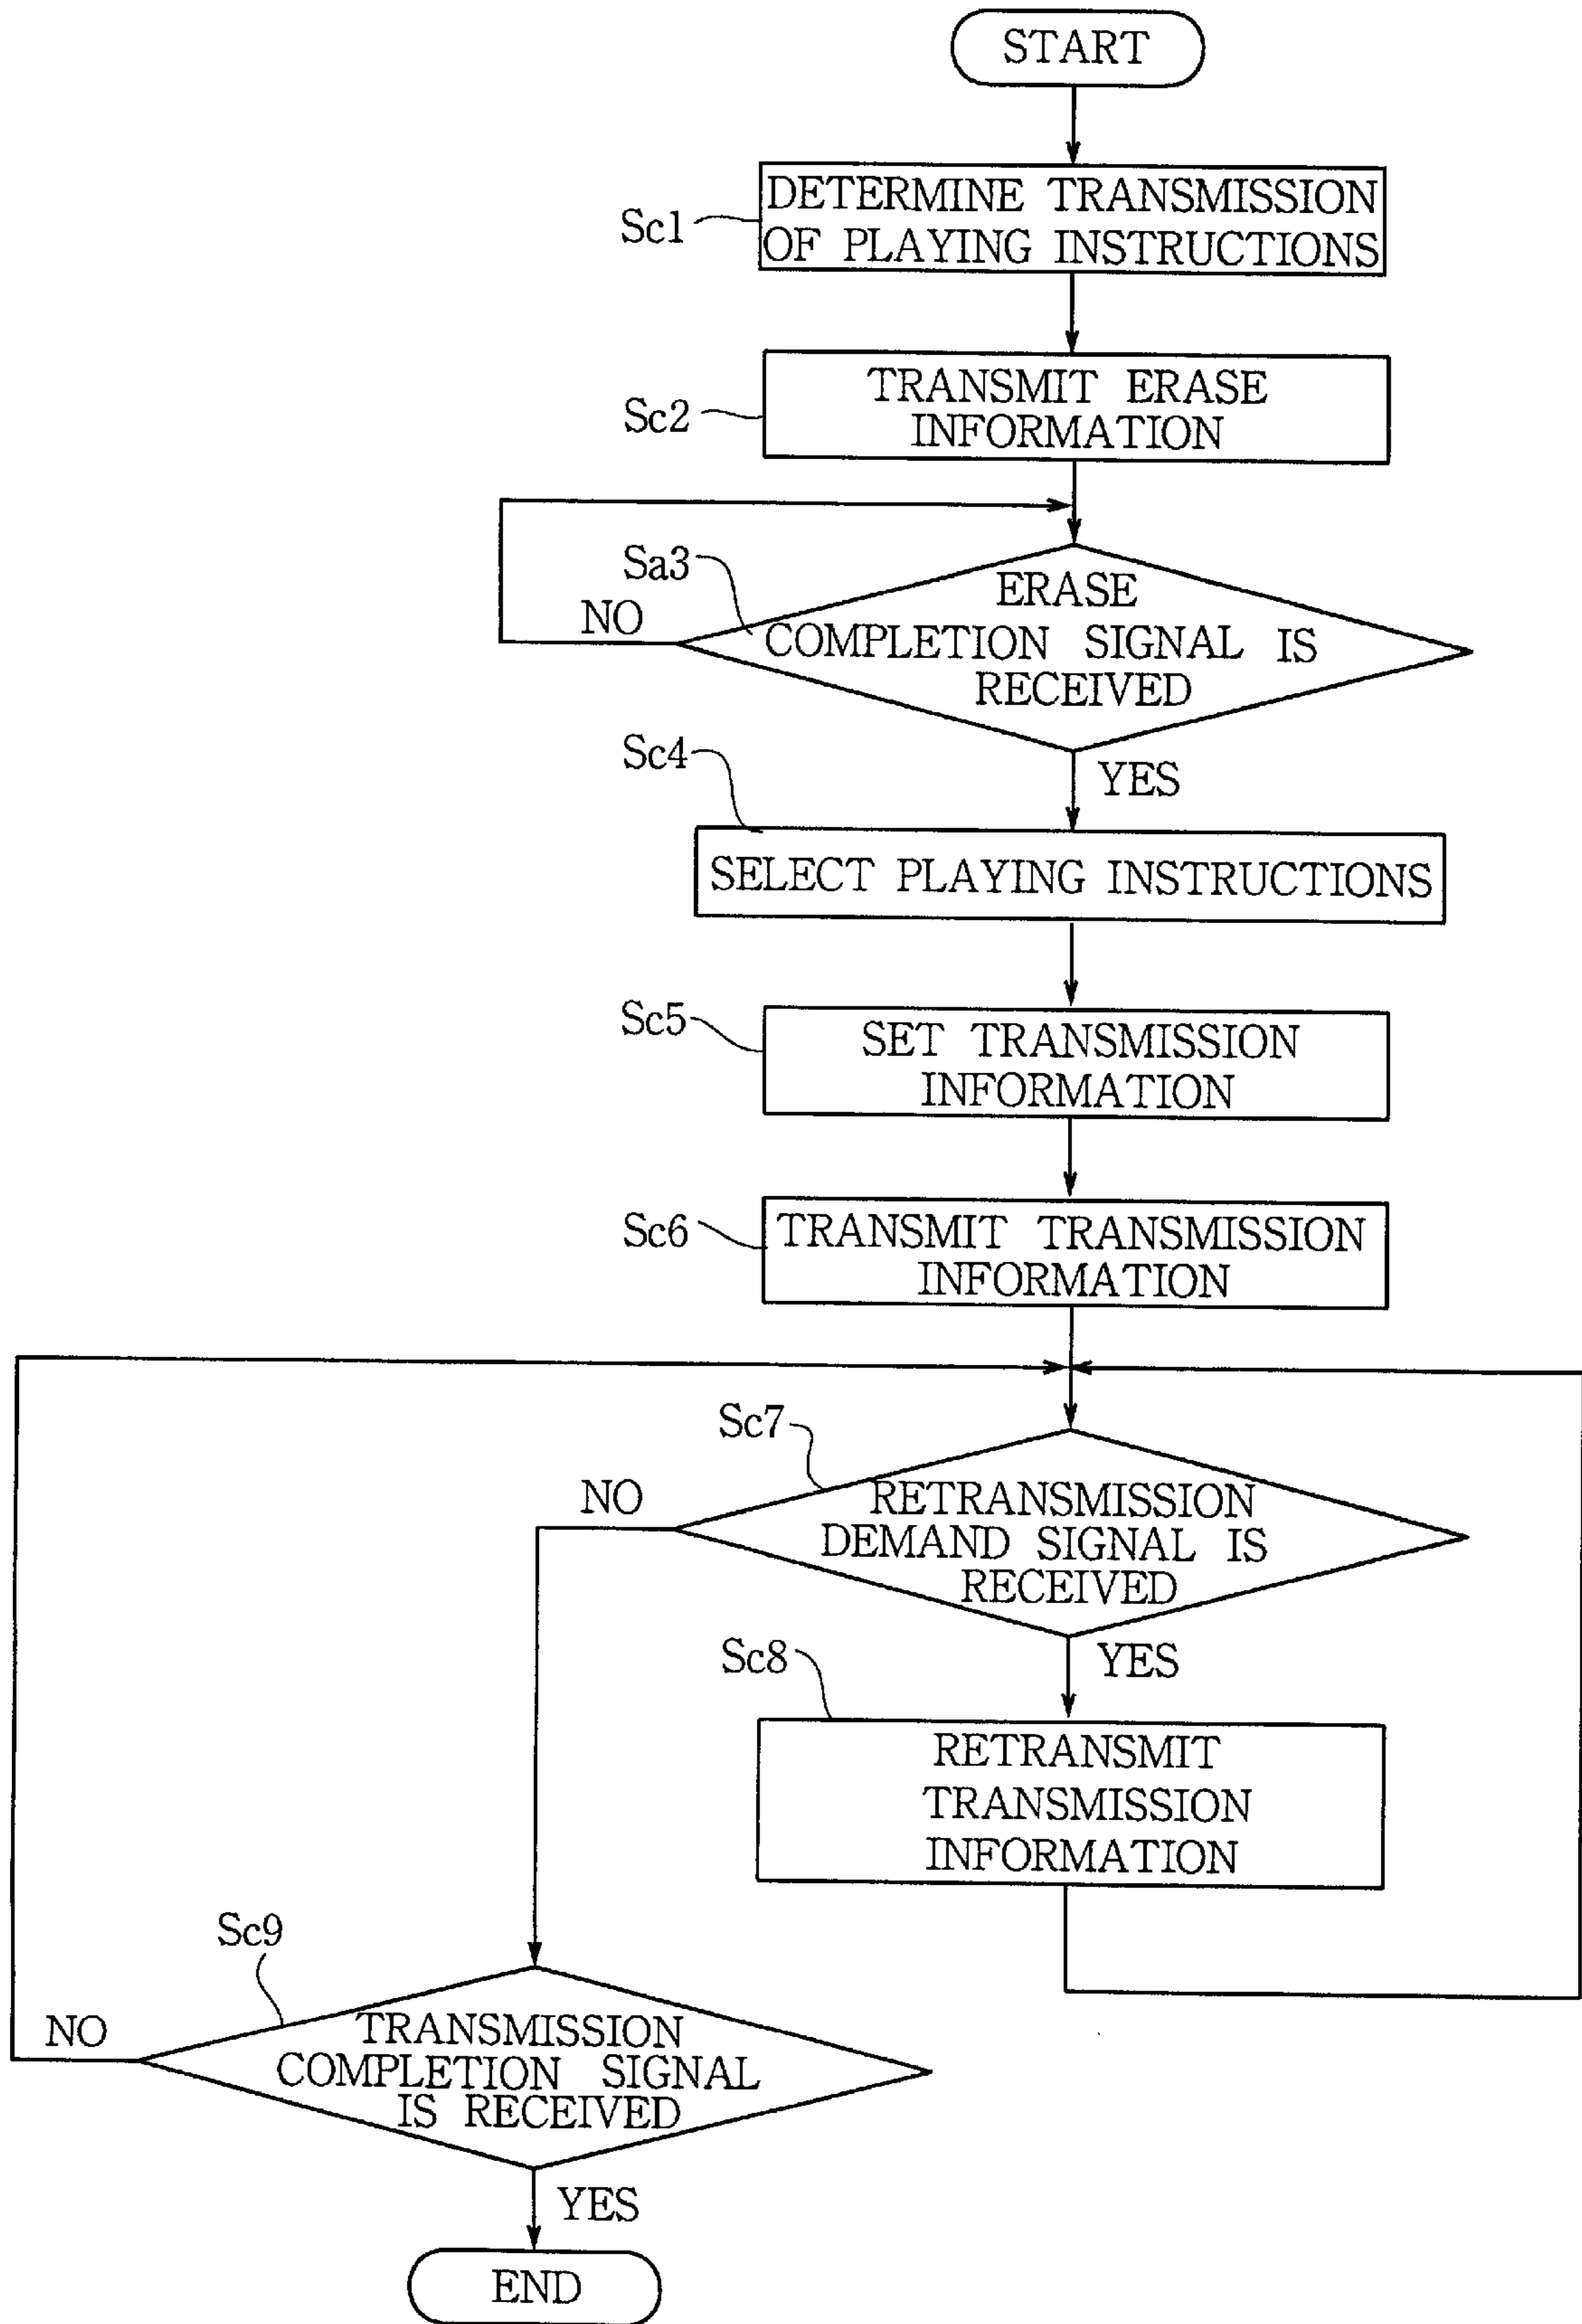 START
Sc1
DETERMINE TRANSMISSION
OF PLAYING INSTRUCTIONS
Sc2
TRANSMIT ERASE
INFORMATION
Sa3
NO
ERASE
COMPLETION SIGNAL IS
RECEIVED
YES
Sc4
SELECT PLAYING INSTRUCTIONS
Sc5
SET TRANSMISSION
INFORMATION
Sc6
TRANSMIT TRANSMISSION
INFORMATION
Sc7
NO
RETRANSMISSION
DEMAND SIGNAL IS
RECEIVED
YES
Sc8
RETRANSMIT
TRANSMISSION
INFORMATION
Sc9
NO
TRANSMISSION
COMPLETION SIGNAL
IS RECEIVED
YES
END